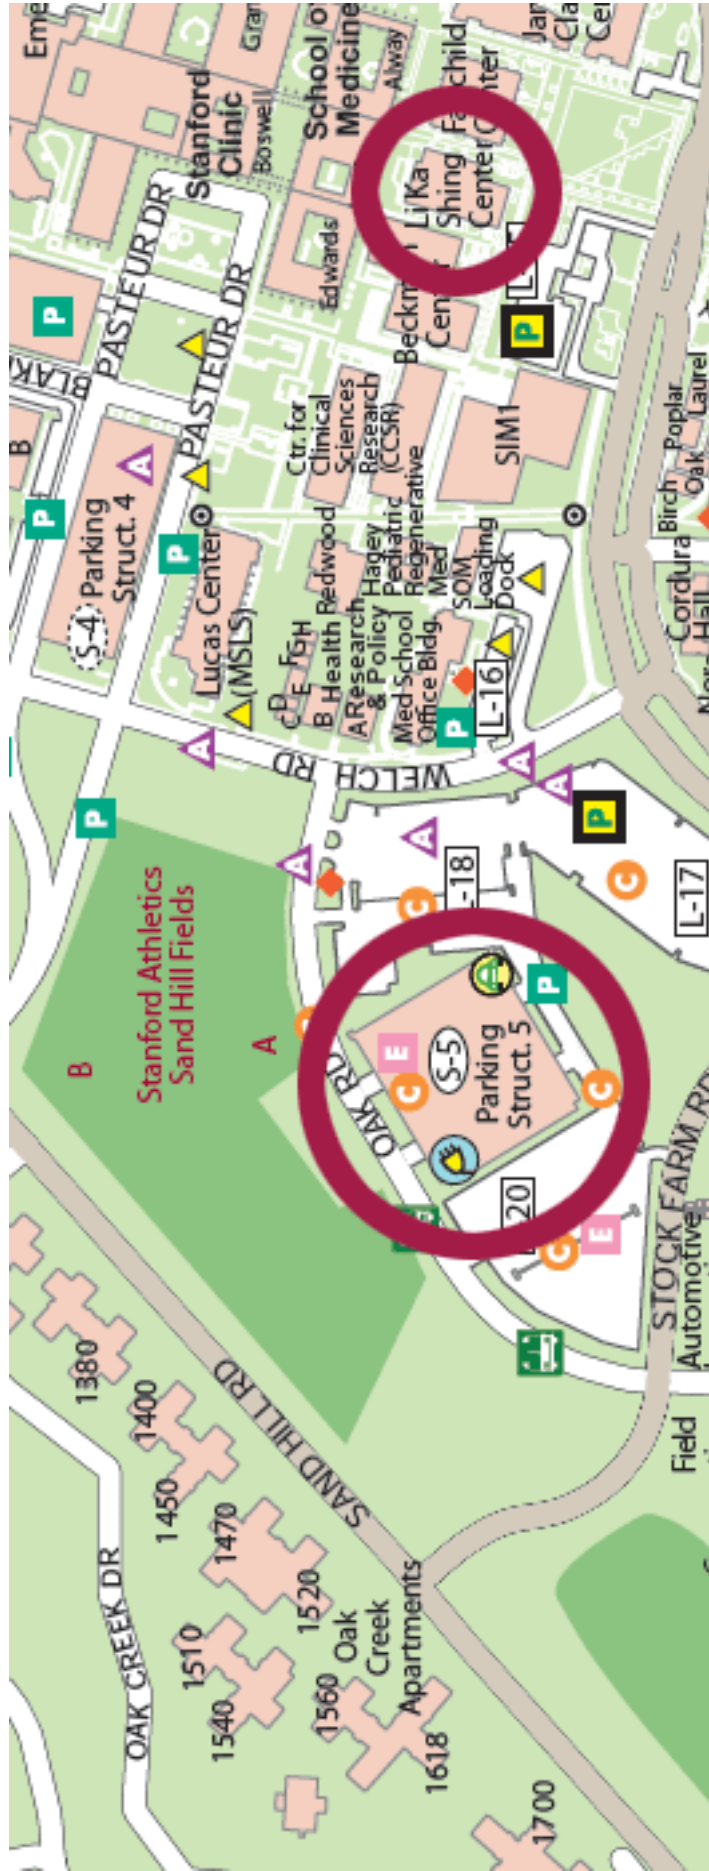 Stanford
Clinic
Boswell
School of
Medicine
Alway
Li Ka
Shing
Center
Fairchild
Center
Edwards
Beckman
Center
PASTEUR DR
PASTEUR DR
P
B
A
S-4
Parking
Struct. 4
P
P
Lucas Center
(MSLS)
Ctr. for
Clinical
Sciences
Research
(CCSR)
Redwood
Hagey
Pediatric
Regenerative
Med
SIM1
P
SOM
Loading
Dock
C
D
E
F
G
H
B
Health
A
Research
& Policy
Med School
Office Bldg.
L-16
P
Poplar
Birch
Oak
Laurel
Cordura
Hall
WELCH RD
A
A
A
A
A
P
P
L-17
C
C
L-18
Stanford Athletics
Sand Hill Fields
A
B
OAK RD
S-5
Parking
Struct. 5
E
C
C
P
L-20
C
E
STOCK FARM RD
Automotive
Field
SAND HILL RD
OAK CREEK DR
1380
1400
1450
1470
1520
1510
1540
1560
1618
1700
Oak
Creek
Apartments